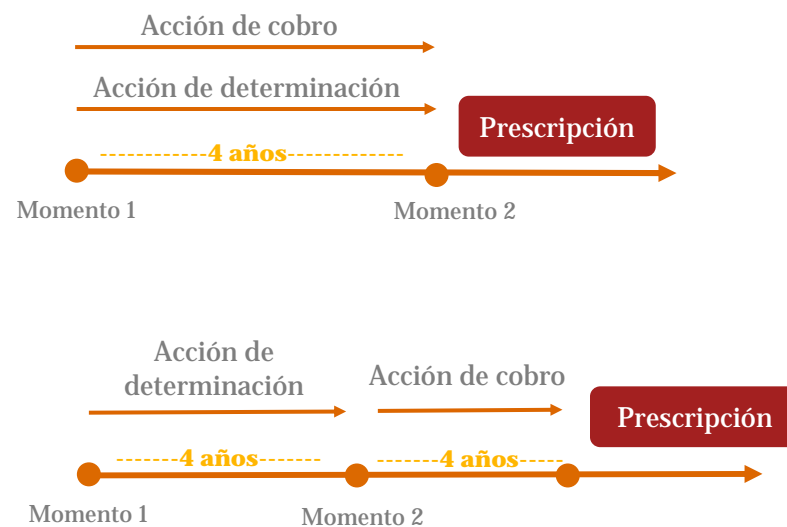 Acción de cobro
Acción de determinación
Prescripción
4 años
Momento 1
Momento 2
Acción de
determinación
Acción de cobro
Prescripción
4 años
4 años
Momento 1
Momento 2